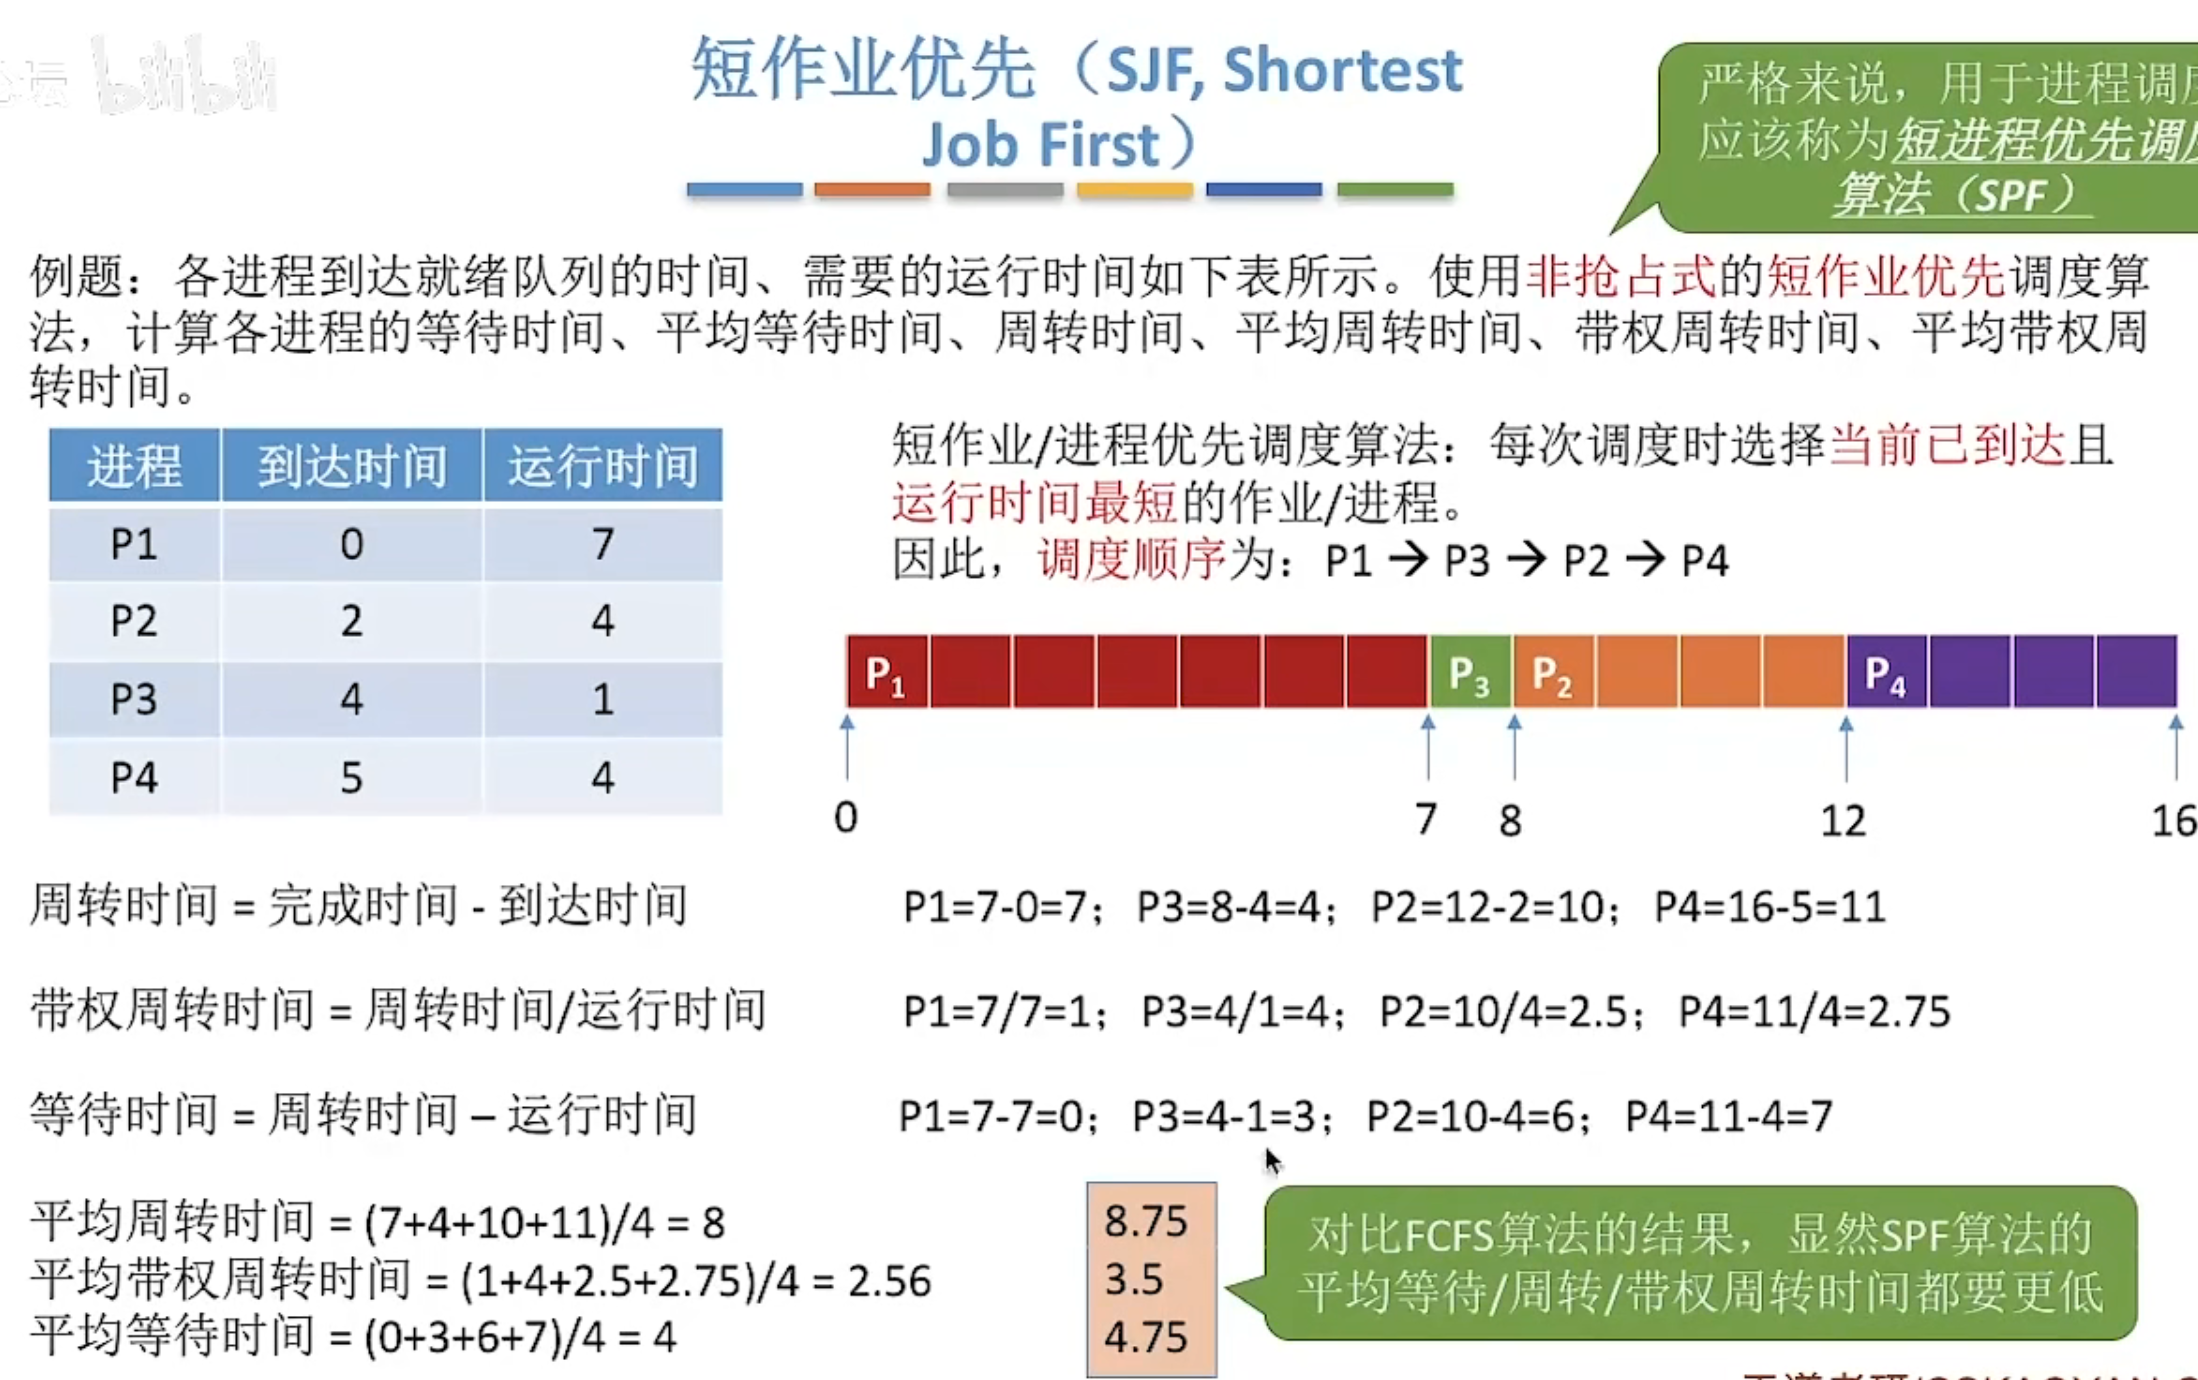 坛 bilibili
短作业优先（SJF, Shortest
Job First）
严格来说，用于进程调
应该称为短进程优先调
算法（SPF）
例题：各进程到达就绪队列的时间、需要的运行时间如下表所示。使用非抢占式的短作业优先调度算
法，计算各进程的等待时间、平均等待时间、周转时间、平均周转时间、带权周转时间、平均带权周
转时间。
进程 到达时间 运行时间
P1 0 7
P2 2 4
P3 4 1
P4 5 4
短作业/进程优先调度算法：每次调度时选择当前已到达且
运行时间最短的作业/进程。
因此，调度顺序为：P1 → P3 → P2 → P4
P1 P3 P2 P4
0 7 8 12 16
周转时间 = 完成时间 - 到达时间
P1=7-0=7；P3=8-4=4；P2=12-2=10；P4=16-5=11
带权周转时间 = 周转时间/运行时间
P1=7/7=1；P3=4/1=4；P2=10/4=2.5；P4=11/4=2.75
等待时间 = 周转时间 – 运行时间
P1=7-7=0；P3=4-1=3；P2=10-4=6；P4=11-4=7
平均周转时间 = (7+4+10+11)/4 = 8
平均带权周转时间 = (1+4+2.5+2.75)/4 = 2.56
平均等待时间 = (0+3+6+7)/4 = 4
8.75
3.5
4.75
对比FCFS算法的结果，显然SPF算法的
平均等待/周转/带权周转时间都要更低